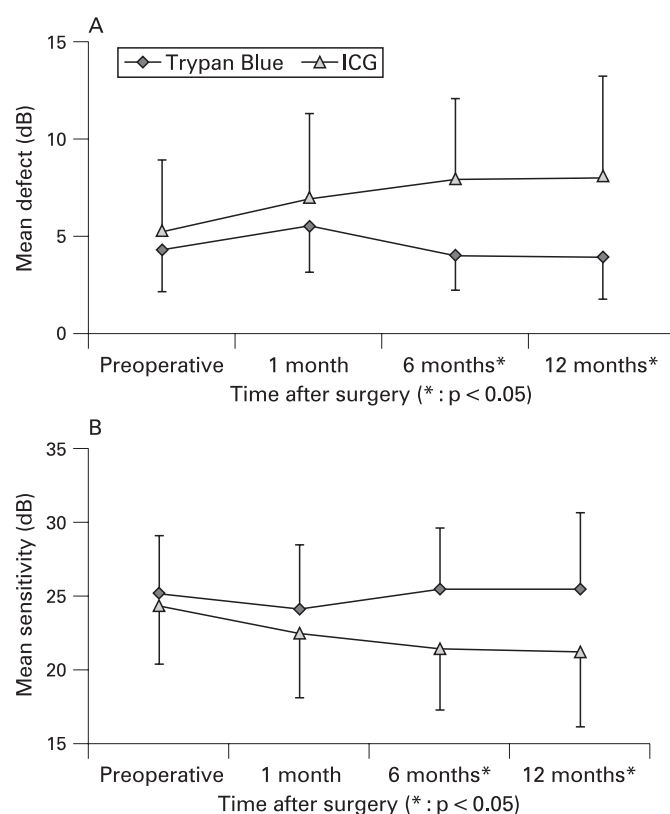 A
15
Trypan Blue ICG
10
5
0
Mean defect (dB)
Preoperative 1 month 6 months* 12 months*
Time after surgery (* : p < 0.05)
B
35
30
25
20
15
Mean sensitivity (dB)
Preoperative 1 month 6 months* 12 months*
Time after surgery (* : p < 0.05)